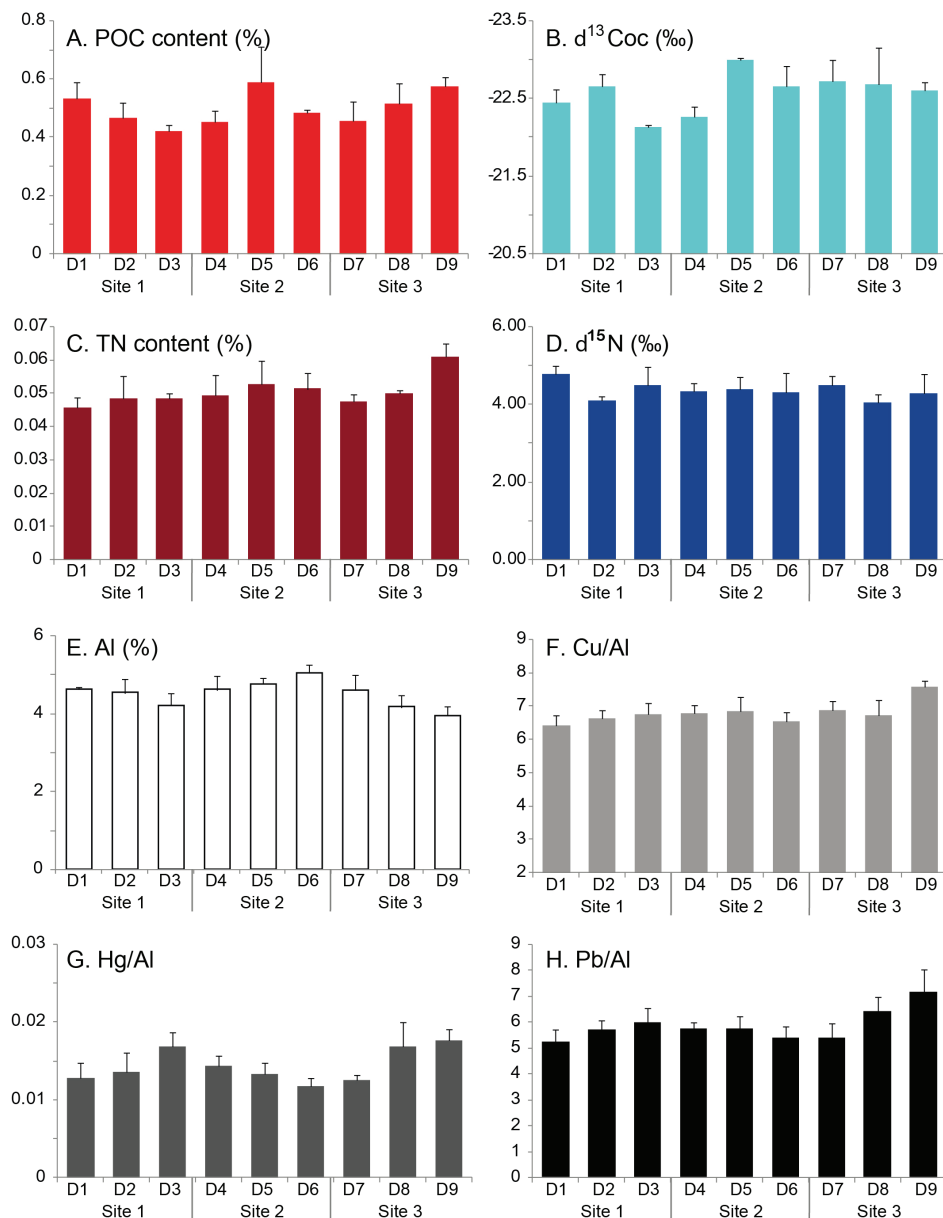 A. POC content (%)
0.8
0.6
0.4
0.2
0
D1 D2 D3 D4 D5 D6 D7 D8 D9
Site 1 Site 2 Site 3
B. d¹³Coc (‰)
-23.5
-22.5
-21.5
-20.5
D1 D2 D3 D4 D5 D6 D7 D8 D9
Site 1 Site 2 Site 3
C. TN content (%)
0.07
0.06
0.05
0.04
0.03
0.02
0.01
0
D1 D2 D3 D4 D5 D6 D7 D8 D9
Site 1 Site 2 Site 3
D. d¹⁵N (‰)
6.00
4.00
2.00
0.00
D1 D2 D3 D4 D5 D6 D7 D8 D9
Site 1 Site 2 Site 3
E. Al (%)
6
4
2
0
D1 D2 D3 D4 D5 D6 D7 D8 D9
Site 1 Site 2 Site 3
F. Cu/Al
9
8
7
6
5
4
3
2
D1 D2 D3 D4 D5 D6 D7 D8 D9
Site 1 Site 2 Site 3
G. Hg/Al
0.03
0.02
0.01
0
D1 D2 D3 D4 D5 D6 D7 D8 D9
Site 1 Site 2 Site 3
H. Pb/Al
9
8
7
6
5
4
3
2
1
0
D1 D2 D3 D4 D5 D6 D7 D8 D9
Site 1 Site 2 Site 3